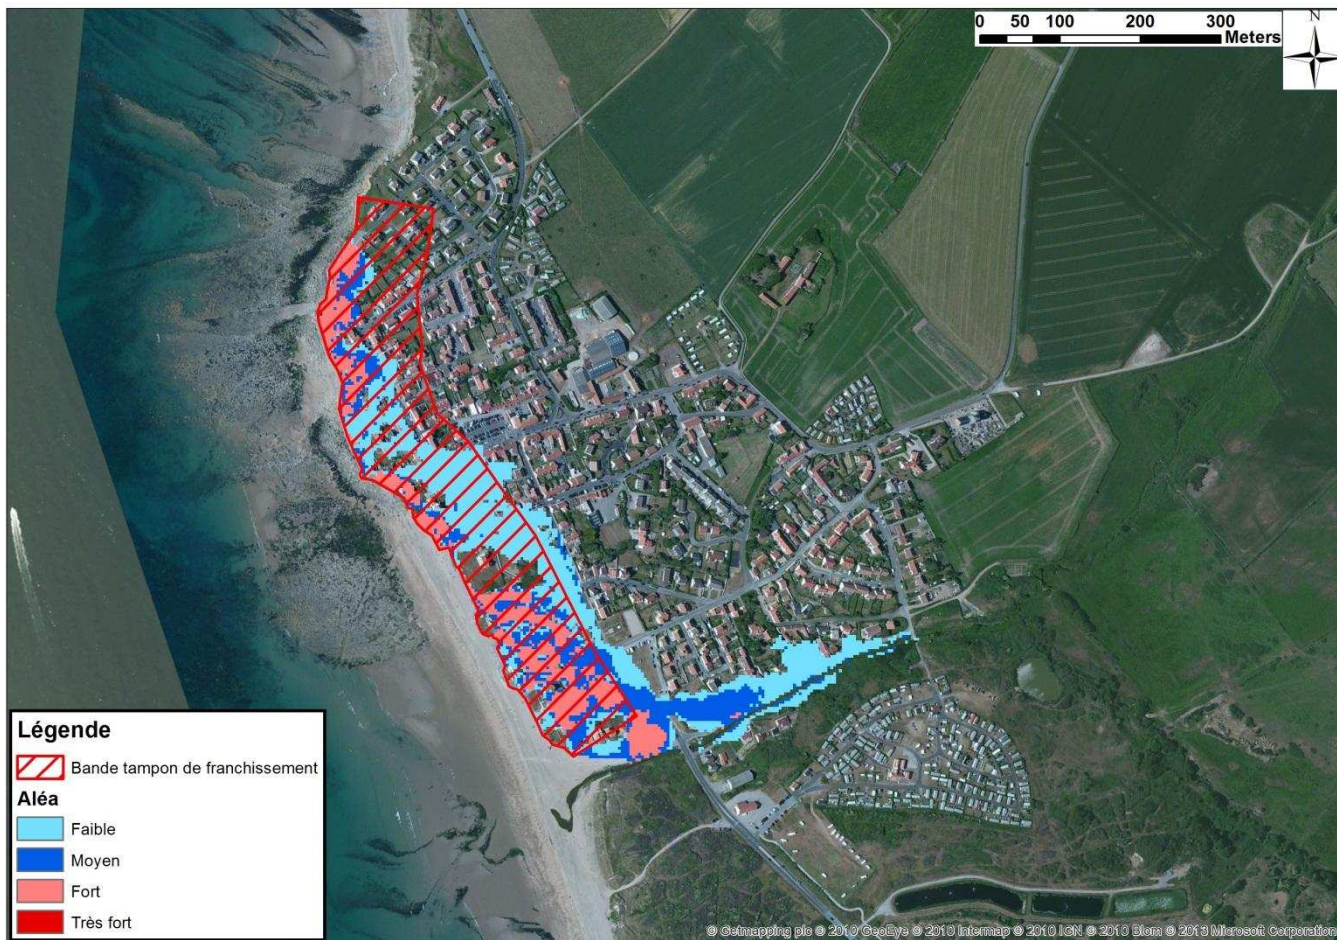 0 50 100 200 300
Meters
N
Légende
Bande tampon de franchissement
Aléa
Faible
Moyen
Fort
Très fort
© Getmapping plc © 2010 GeoEye © 2010 Intermap © 2010 IGN © 2010 Blom © 2013 Microsoft Corporation